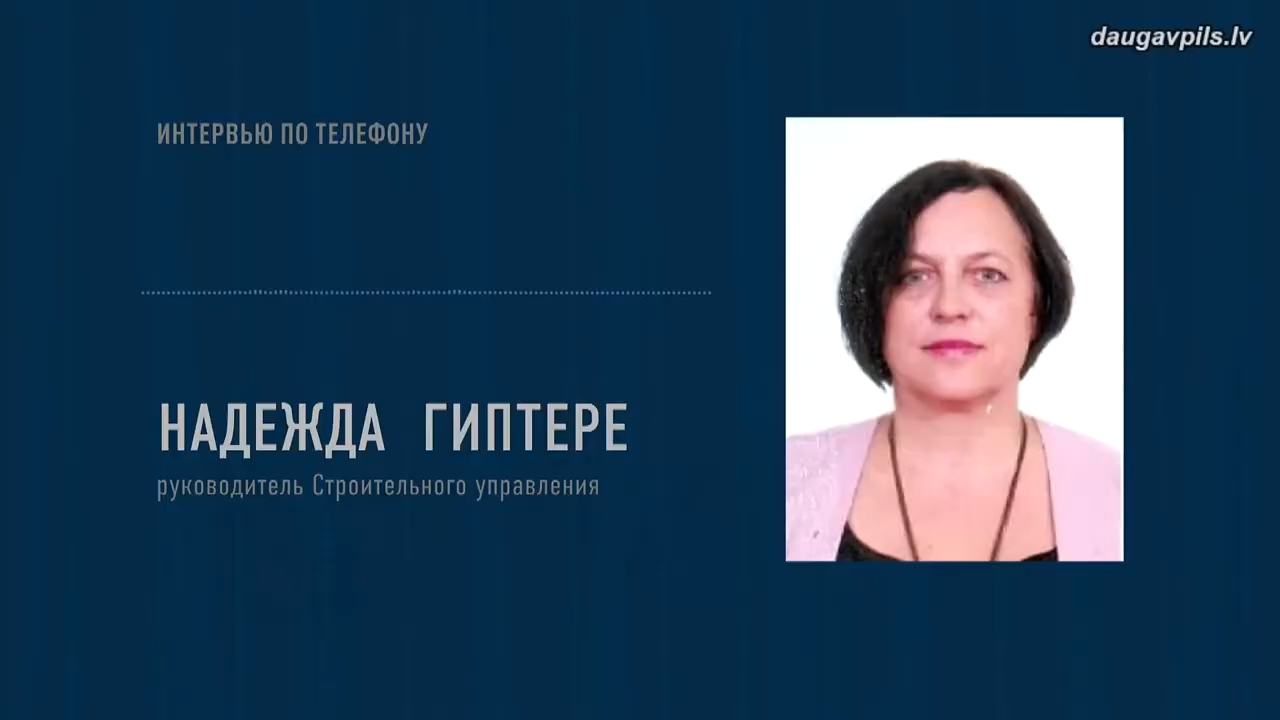 daugavpils.lv
ИНТЕРВЬЮ ПО ТЕЛЕФОНУ
НАДЕЖДА ГИПТЕРЕ
руководитель Строительного управления